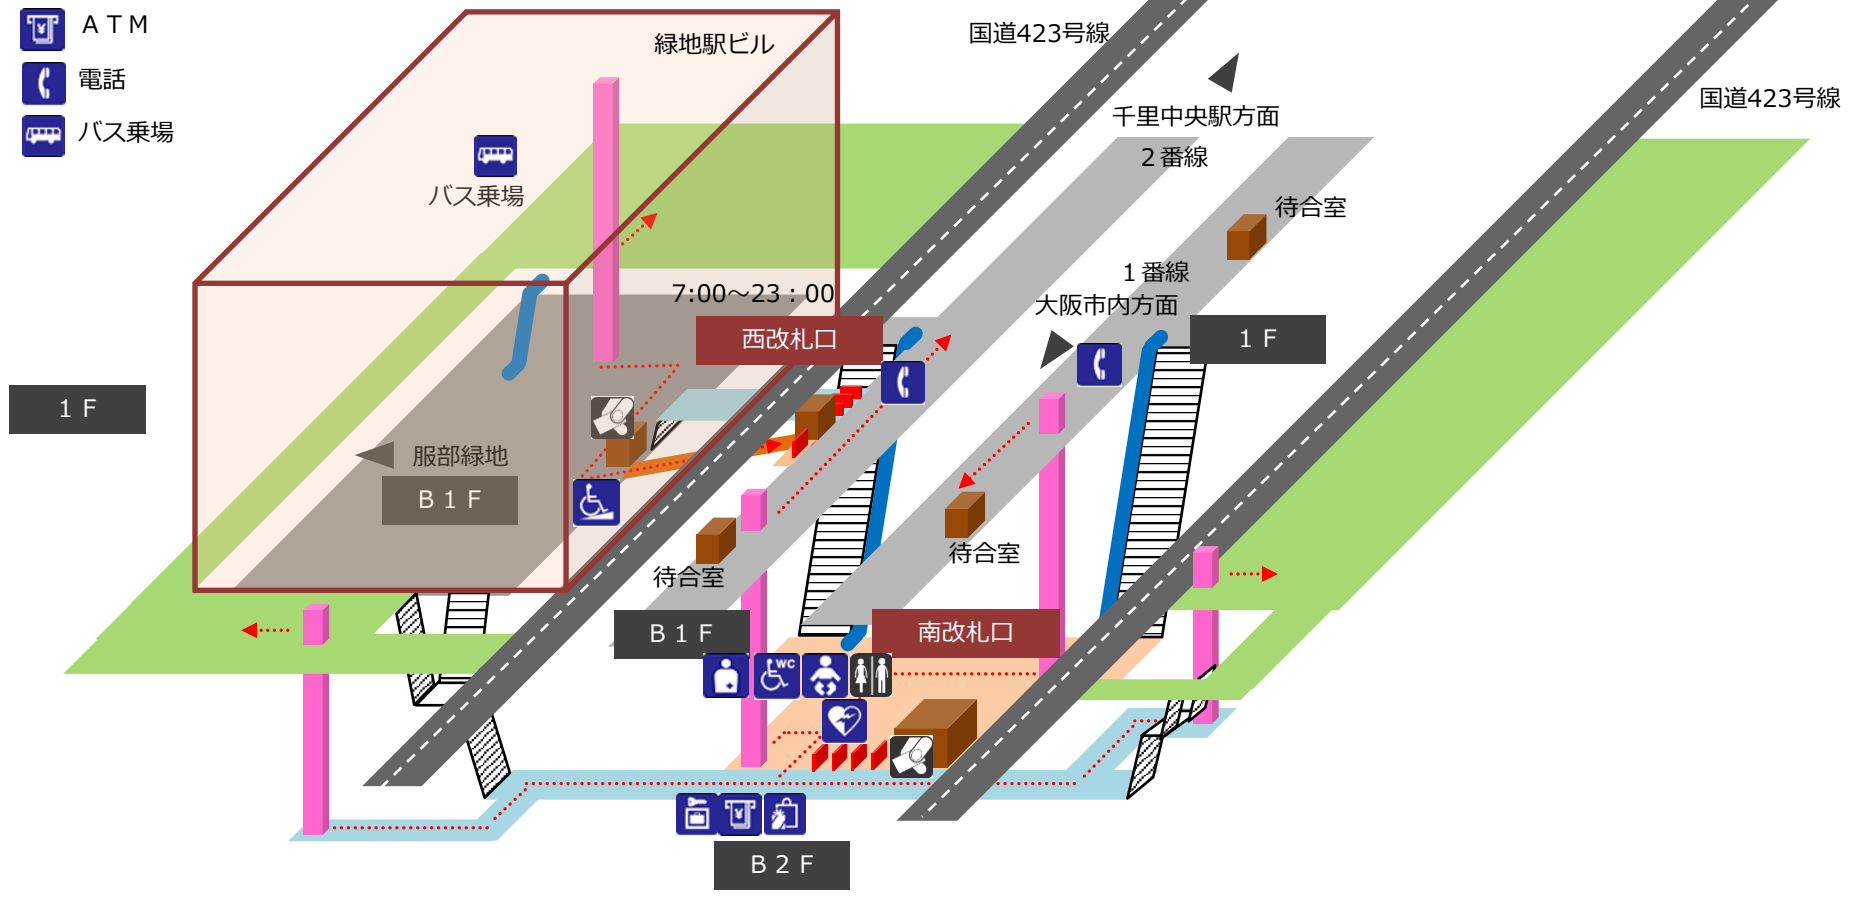 ＡＴＭ
電話
バス乗場
緑地駅ビル
国道423号線
国道423号線
千里中央駅方面
２番線
バス乗場
待合室
１番線
7:00～23：00
大阪市内方面
西改札口
１Ｆ
１Ｆ
服部緑地
Ｂ１Ｆ
待合室
待合室
Ｂ１Ｆ
南改札口
WC
Ｂ２Ｆ